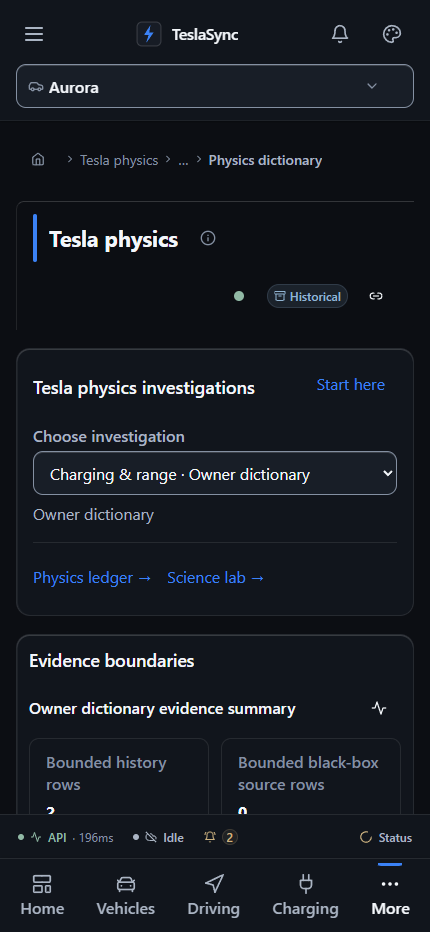 TeslaSync
Aurora
Tesla physics
...
Physics dictionary
Tesla physics
Historical
Tesla physics investigations
Start here
Choose investigation
Charging & range · Owner dictionary
Owner dictionary
Physics ledger →
Science lab →
Evidence boundaries
Owner dictionary evidence summary
Bounded history
rows
Bounded black-box
source rows
API · 196ms
Idle
2
Status
Home
Vehicles
Driving
Charging
More